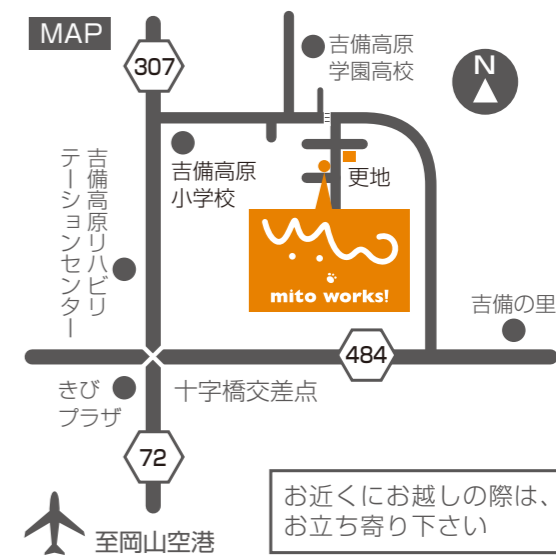 MAP
307
吉備高原
学園高校
N
吉備高原
小学校
更地
吉備高原リハビリ
テーションセンター
mito works!
吉備の里
484
きび
プラザ
十字橋交差点
72
至岡山空港
お近くにお越しの際は、
お立ち寄り下さい